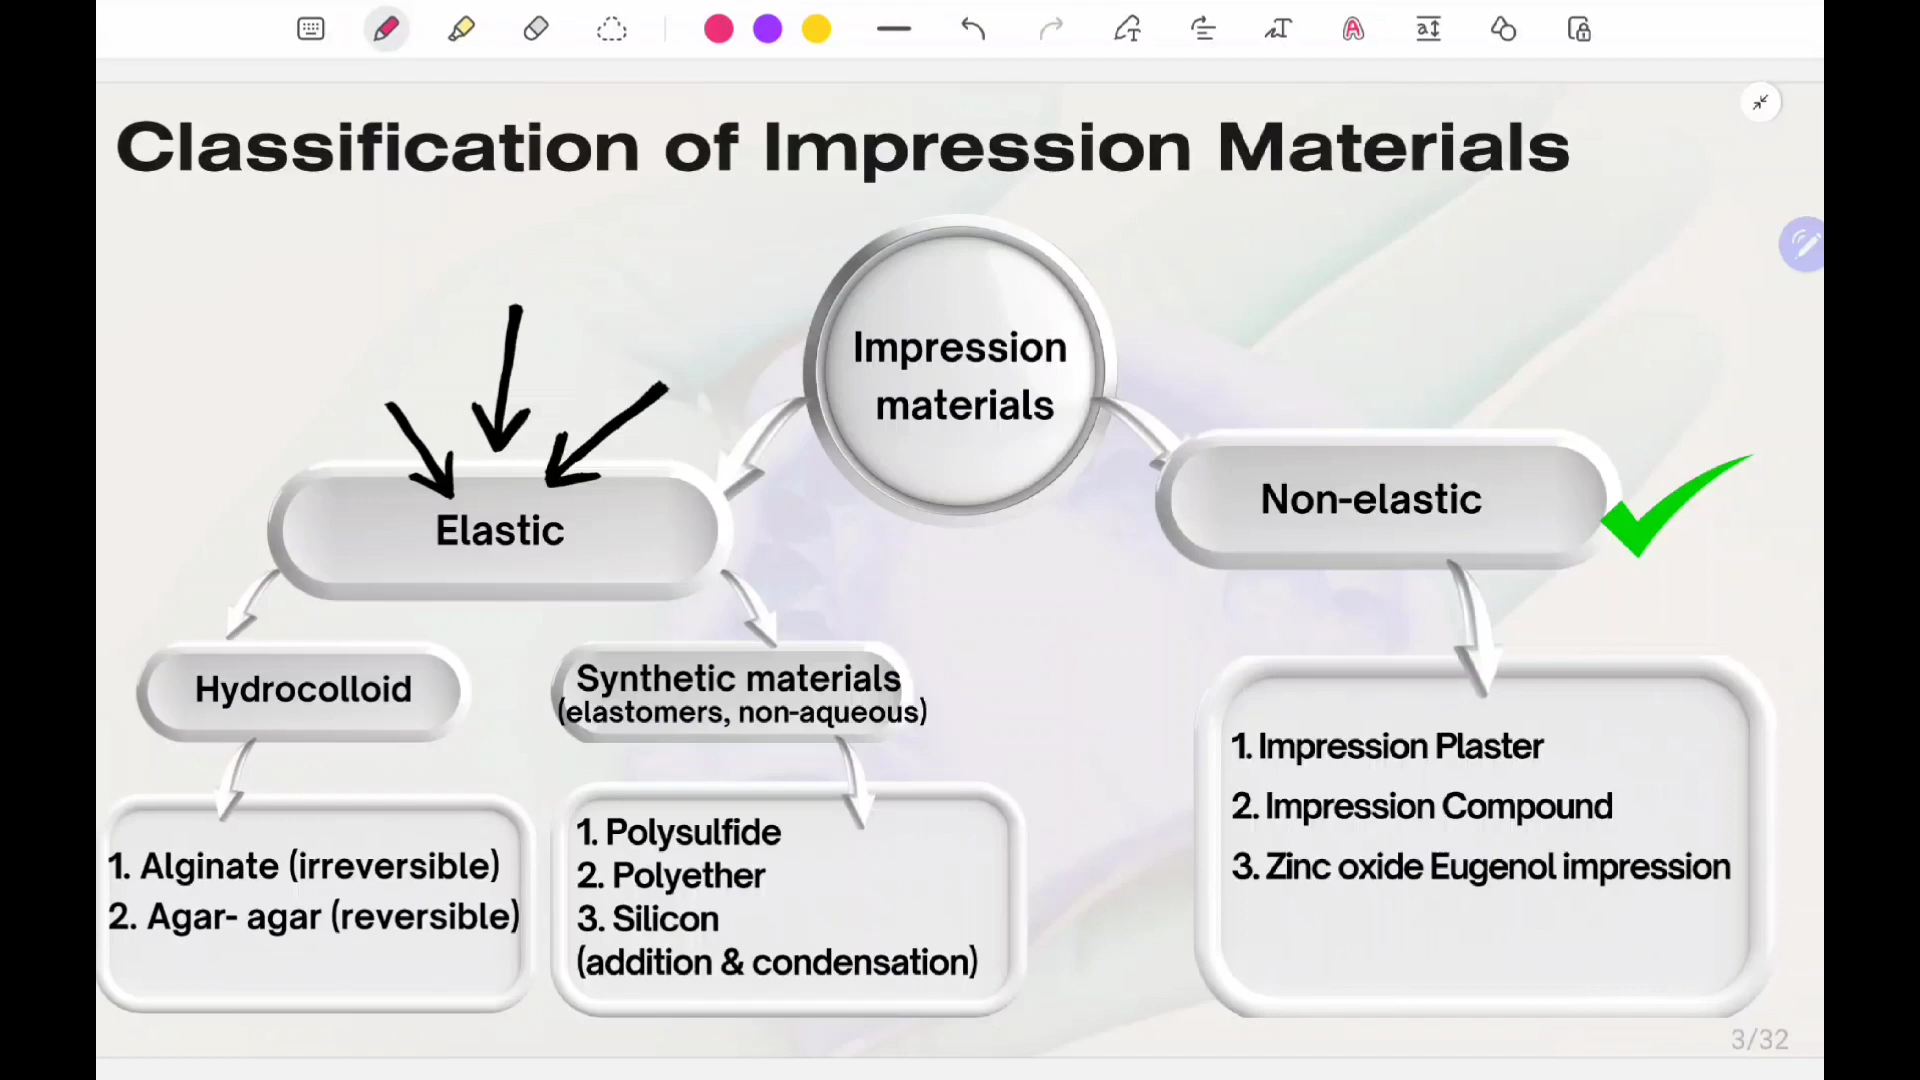 Classification of Impression Materials
Impression
materials
Elastic
Non-elastic
Hydrocolloid
Synthetic materials
(elastomers, non-aqueous)
1. Alginate (irreversible)
2. Agar- agar (reversible)
1. Polysulfide
2. Polyether
3. Silicon
(addition & condensation)
1. Impression Plaster
2. Impression Compound
3. Zinc oxide Eugenol impression
3/32